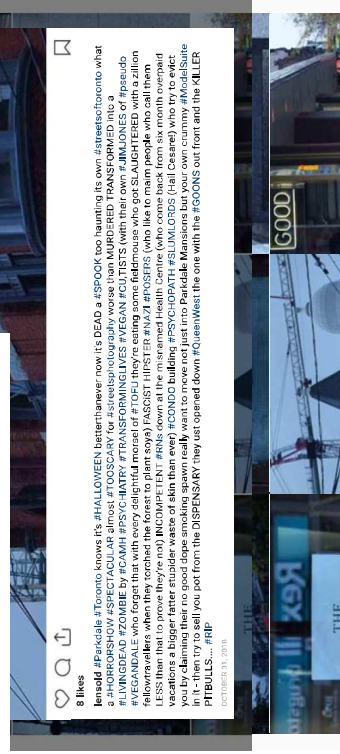 8 likes
lensold #Parkdale #Toronto knows it's #HALLOWEEN betterthanever now it's DEAD a #SPOOK too haunting its own #streetsoftoronto what
a #HORRORSHOW #SPECTACULAR almost #TOOSCARY for #streetsphotography worse than MURDERED TRANSFORMED into a
#LIVINGDEAD #ZOMBIE by #CAMH #PSYCHIATRY #TRANSFORMINGLIVES #VEGAN #CULTISTS (with their own #JIMJONES of #pseudo
#VEGANDALE who forget that with every delightful morsel of #TOFU they're eating some fieldmouse who got SLAUGHTERED with a zillion
fellowtravellers when they torched the forest to plant soya) FASCIST HIPSTER #NAZI #POSERS (who like to maim people who call them
LESS than that to prove they're not) INCOMPETENT #RNs down at the misnamed Health Centre (who come back from six month overpaid
vacations a bigger fatter stupider waste of skin than ever) #CONDO building #PSYCHOPATH #SLUMLORDS (Hail Cesare!) who try to evict
you by claiming their no good dope smoking spawn really want to move not just into Parkdale Mansions but your own crummy #ModelSuite
in it - then try to sell you pot from the DISPENSARY they ust opened down #QueenWest the one with the #GOONS out front and the KILLER
PITBULLS.... #RIP
OCTOBER 31, 2018
GOOD
THE
Rex
THE